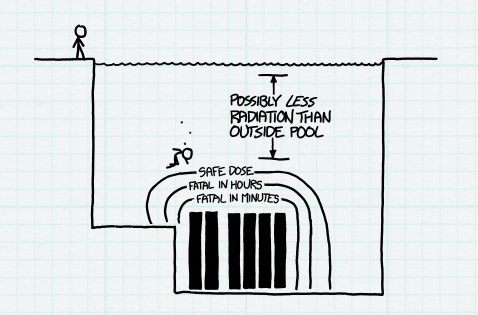 POSSIBLY LESS
RADIATION THAN
OUTSIDE POOL
SAFE DOSE
FATAL IN HOURS
FATAL IN MINUTES